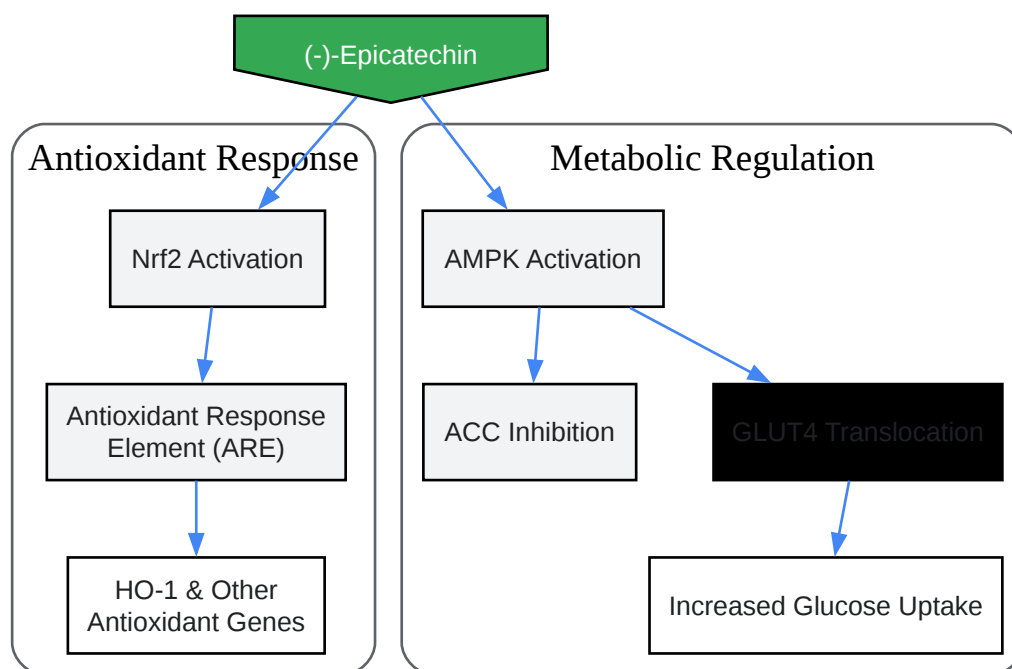 (-)-Epicatechin
Antioxidant Response
Metabolic Regulation
Nrf2 Activation
AMPK Activation
Antioxidant Response
Element (ARE)
ACC Inhibition
GLUT4 Translocation
HO-1 & Other
Antioxidant Genes
Increased Glucose Uptake